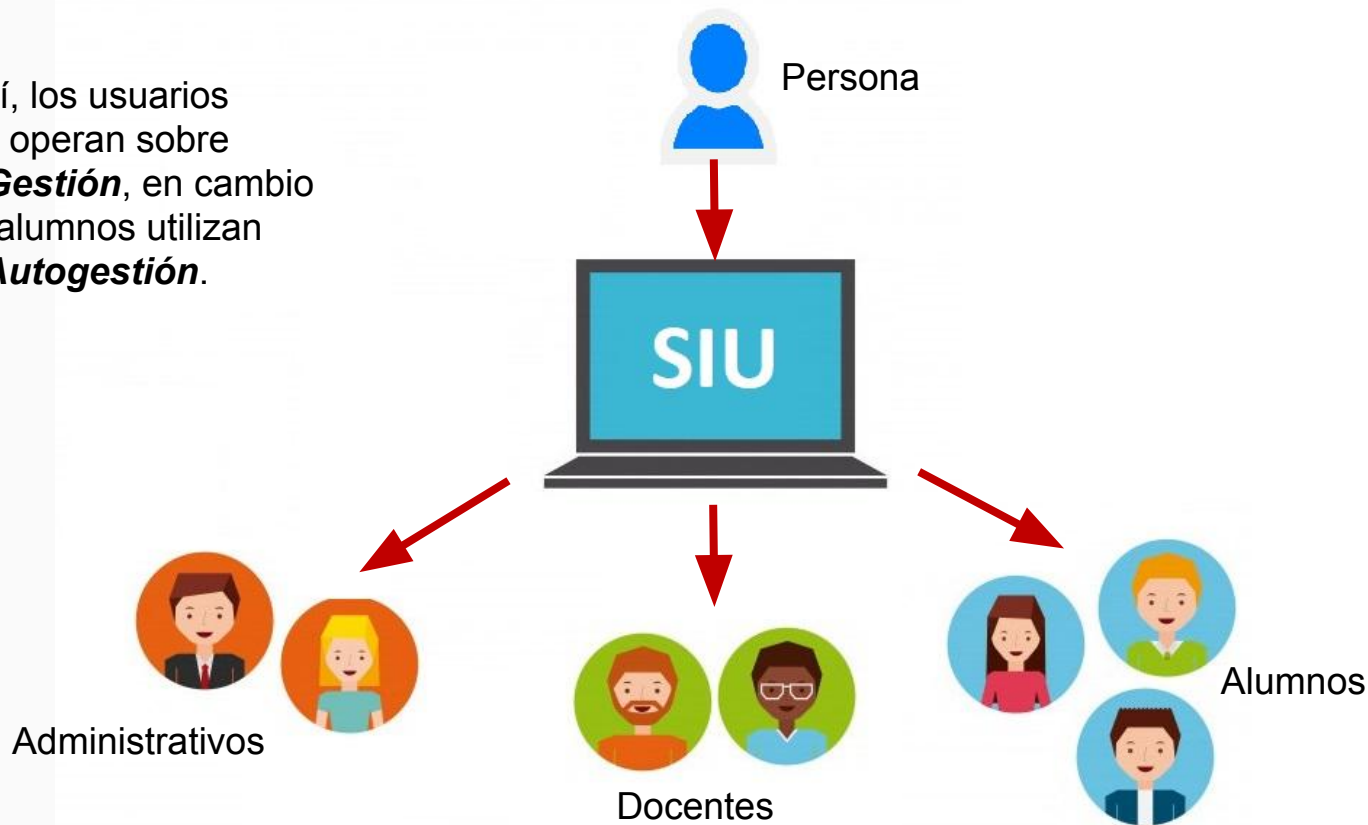 í, los usuarios
operan sobre
Gestión, en cambio
alumnos utilizan
Autogestión.
Persona
SIU
Administrativos
Docentes
Alumnos